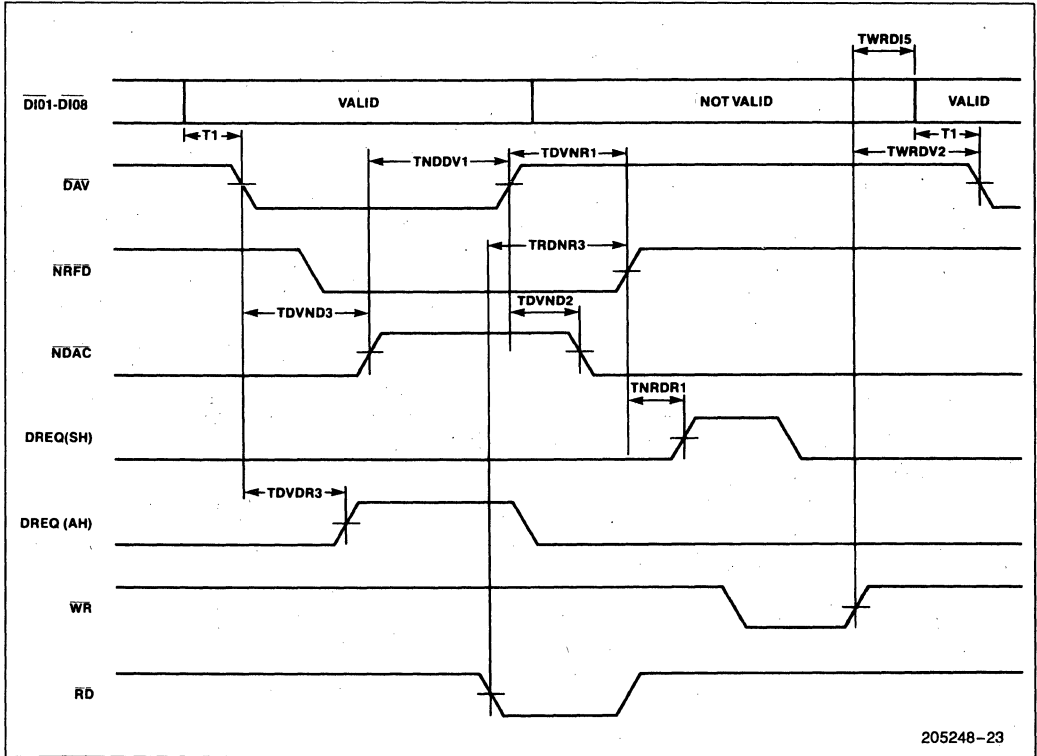 TWRDI5
DI01-DI08
VALID
NOT VALID
VALID
T1
T1
TNDDV1
TDVNR1
TWRDV2
DAV
TRDNR3
NRFD
TDVND3
TDVND2
NDAC
TNRDR1
DREQ(SH)
TDVDR3
DREQ (AH)
WR
RD
205248-23